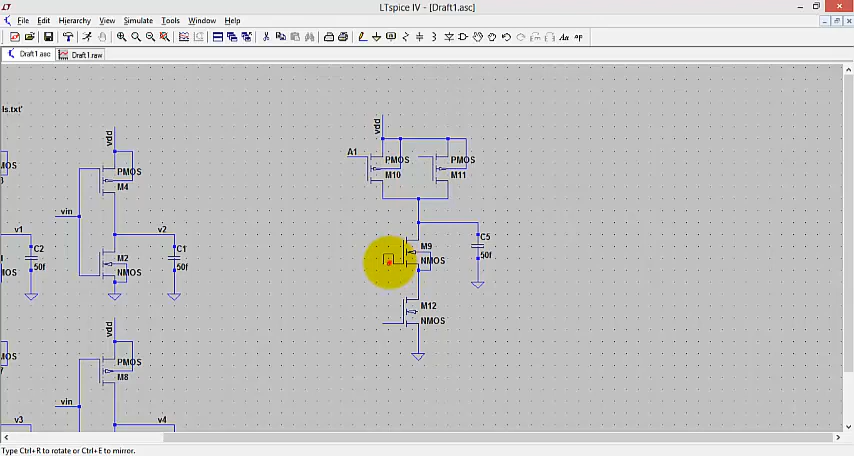 LTspice IV - [Draft1.asc]
File Edit Hierarchy View Simulate Tools Window Help
Draft1.asc Draft1.raw
ls.txt'
vdd
PMOS
M4
vin
v2
M2
NMOS
C1
50f
v1
C2
50f
MOS
vdd
PMOS
M8
vin
v4
v3
MOS
vdd
A1
PMOS
M10
PMOS
M11
M9
NMOS
C5
50f
M12
NMOS
Type Ctrl+R to rotate or Ctrl+E to mirror.